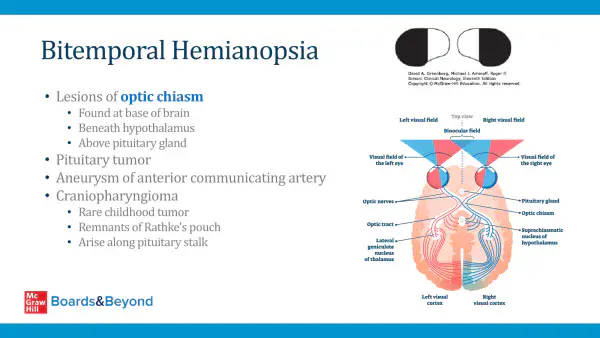 Bitemporal Hemianopsia
• Lesions of optic chiasm
• Found at base of brain
• Beneath hypothalamus
• Above pituitary gland
• Pituitary tumor
• Aneurysm of anterior communicating artery
• Craniopharyngioma
• Rare childhood tumor
• Remnants of Rathke's pouch
• Arise along pituitary stalk
David A. Greenberg, Michael J. Aminoff, Roger P.
Simon: Clinical Neurology, Eleventh Edition
Copyright © McGraw-Hill Education. All rights reserved.
Top view
Left visual field
Right visual field
Binocular field
Visual field of
the left eye
Visual field of
the right eye
Optic nerves
Pituitary gland
Optic chiasm
Optic tract
Suprachiasmatic
nucleus of
hypothalamus
Lateral
geniculate
nucleus
of thalamus
Left visual
cortex
Right
visual cortex
Mc
Graw
Hill
Boards&Beyond